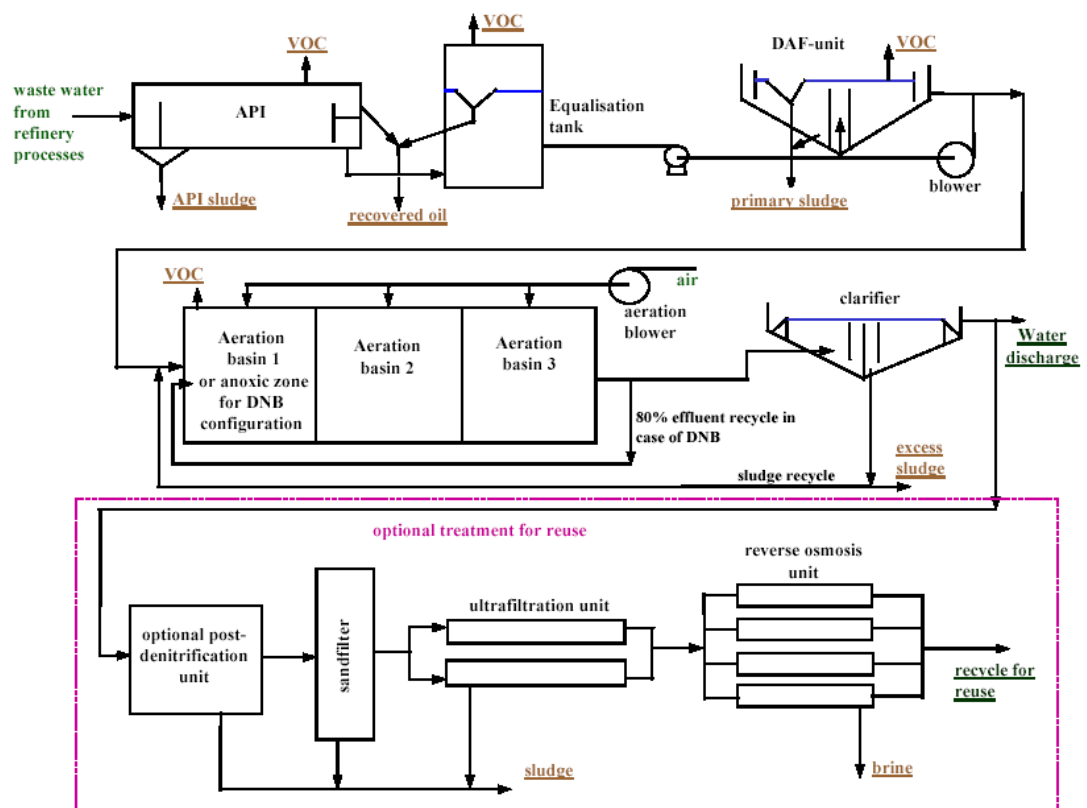 VOC
VOC
DAF-unit
VOC
waste water
from
refinery
processes
API
Equalisation
tank
blower
API sludge
recovered oil
primary sludge
VOC
air
aeration
blower
clarifier
Water
discharge
Aeration
basin 1
or anoxic zone
for DNB
configuration
Aeration
basin 2
Aeration
basin 3
80% effluent recycle in
case of DNB
excess
sludge
sludge recycle
optional treatment for reuse
reverse osmosis
unit
ultrafiltration unit
optional post-
denitrification
unit
sandfilter
recycle for
reuse
sludge
brine